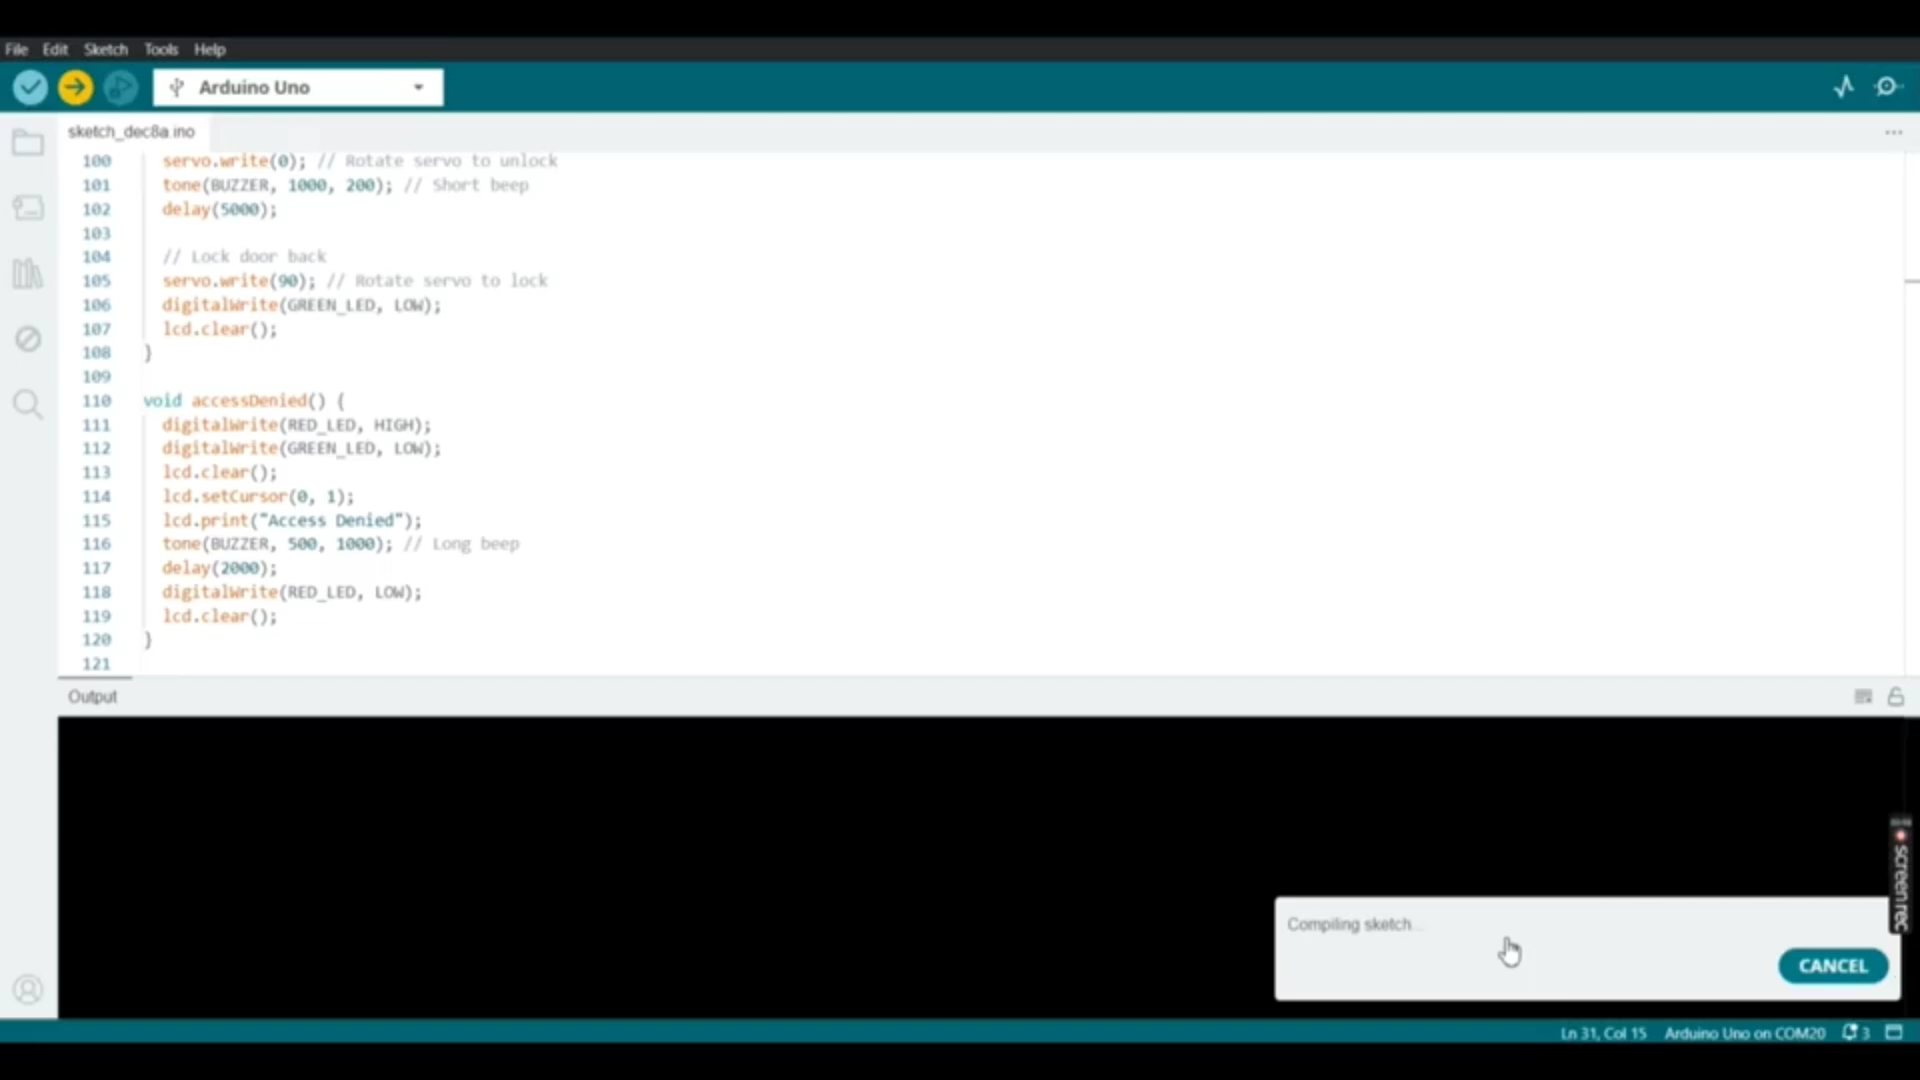 File Edit Sketch Tools Help
Arduino Uno
sketch_dec8a.ino
100 servo.write(0); // Rotate servo to unlock
101 tone(BUZZER, 1000, 200); // Short beep
102 delay(5000);
103
104 // Lock door back
105 servo.write(90); // Rotate servo to lock
106 digitalWrite(GREEN_LED, LOW);
107 lcd.clear();
108 }
109
110 void accessDenied() {
111 digitalWrite(RED_LED, HIGH);
112 digitalWrite(GREEN_LED, LOW);
113 lcd.clear();
114 lcd.setCursor(0, 1);
115 lcd.print("Access Denied");
116 tone(BUZZER, 500, 1000); // Long beep
117 delay(2000);
118 digitalWrite(RED_LED, LOW);
119 lcd.clear();
120 }
121
Output
screenrec
Compiling sketch...
CANCEL
Ln 31, Col 15 Arduino Uno on COM20 3